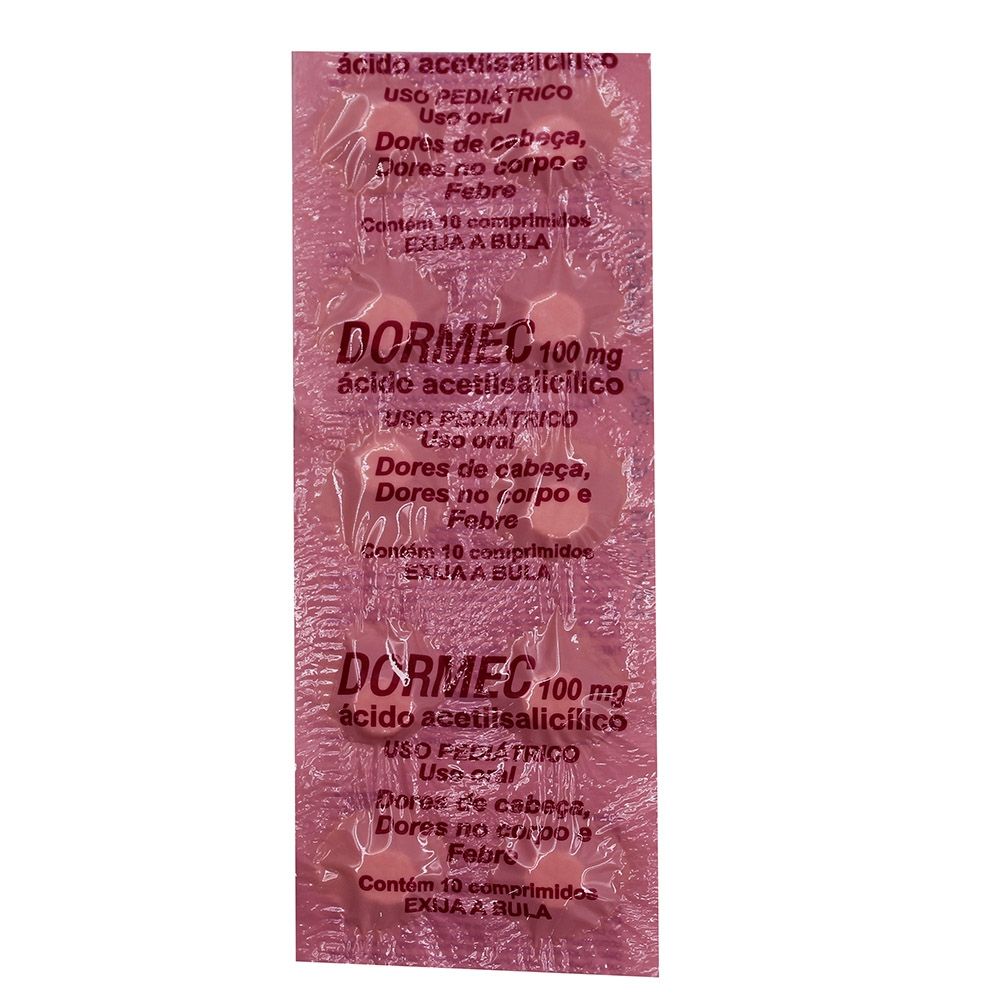 ácido acetilsalicílico
USO PEDIÁTRICO
Uso oral
Dores de cabeça,
Dores no corpo e
Febre
Contém 10 comprimidos
EXIJA A BULA
DORMEC 100 mg
ácido acetilsalicílico
USO PEDIÁTRICO
Uso oral
Dores de cabeça,
Dores no corpo e
Febre
Contém 10 comprimidos
EXIJA A BULA
DORMEC 100 mg
ácido acetilsalicílico
USO PEDIÁTRICO
Uso oral
Dores de cabeça,
Dores no corpo e
Febre
Contém 10 comprimidos
EXIJA A BULA